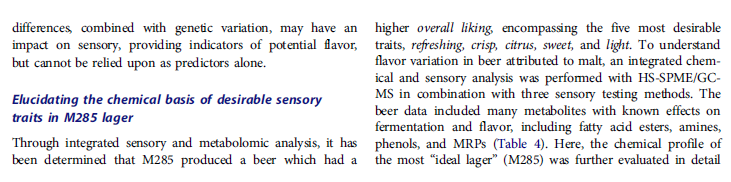 differences, combined with genetic variation, may have an
impact on sensory, providing indicators of potential flavor,
but cannot be relied upon as predictors alone.
Elucidating the chemical basis of desirable sensory
traits in M285 lager
Through integrated sensory and metabolomic analysis, it has
been determined that M285 produced a beer which had a
higher overall liking, encompassing the five most desirable
traits, refreshing, crisp, citrus, sweet, and light. To understand
flavor variation in beer attributed to malt, an integrated chem-
ical and sensory analysis was performed with HS-SPME/GC-
MS in combination with three sensory testing methods. The
beer data included many metabolites with known effects on
fermentation and flavor, including fatty acid esters, amines,
phenols, and MRPs (Table 4). Here, the chemical profile of
the most “ideal lager” (M285) was further evaluated in detail